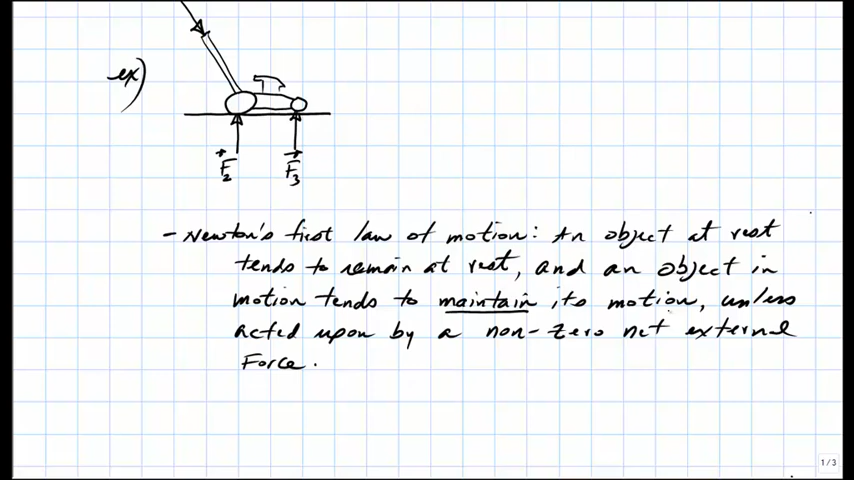 ex)
F2 F3
- Newton's first law of motion: An object at rest
tends to remain at rest, and an object in
motion tends to maintain its motion, unless
acted upon by a non-zero net external
Force.
1/3